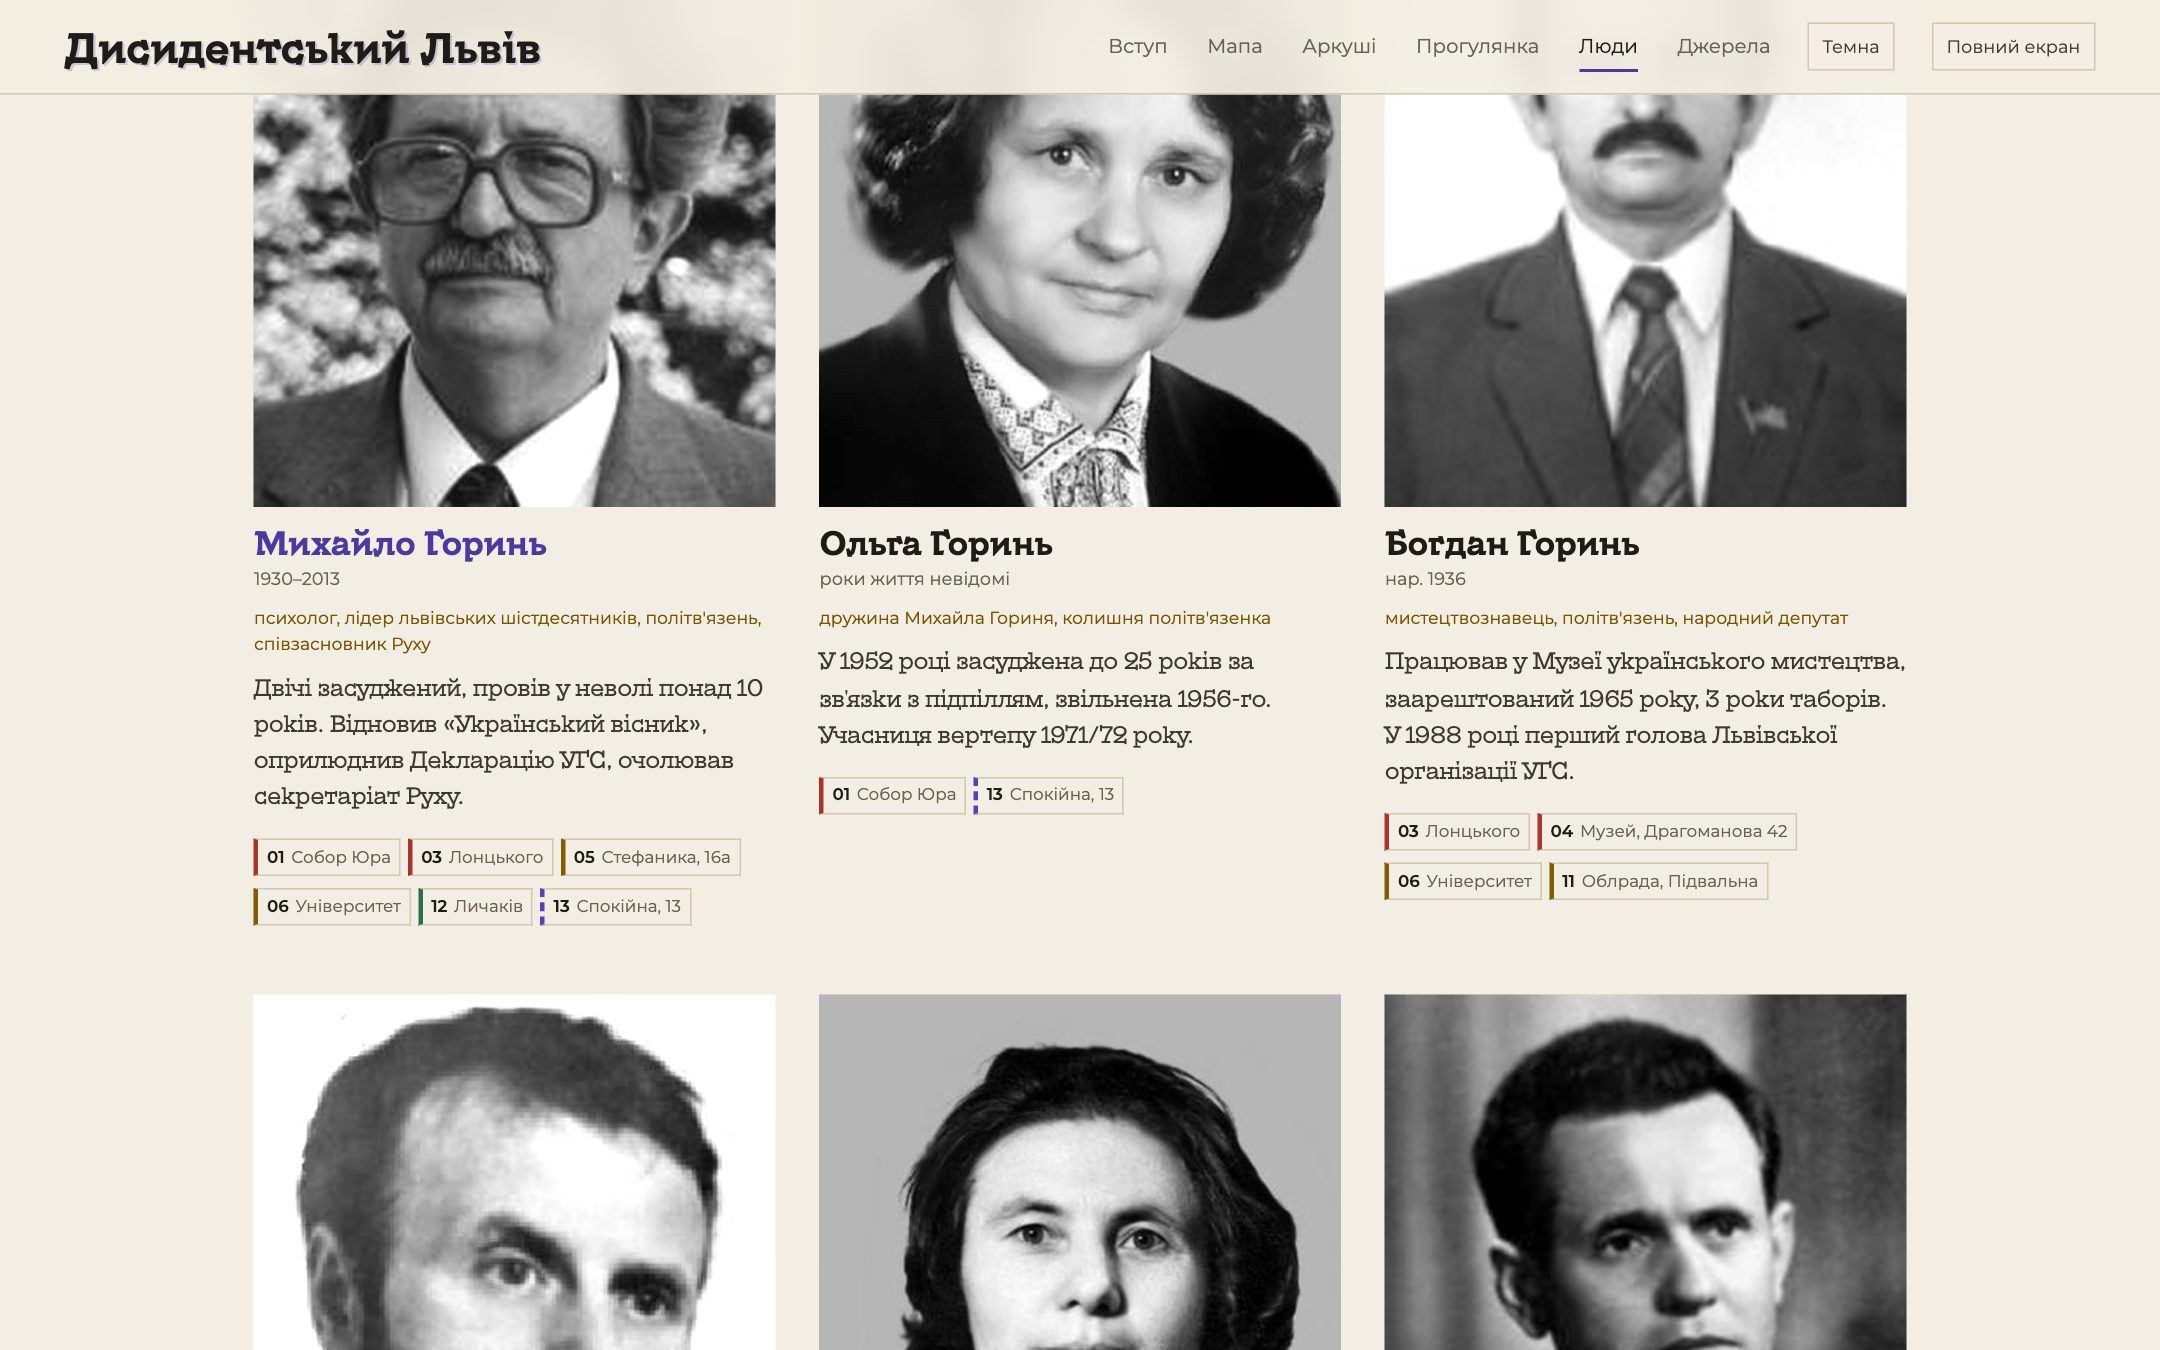 Дисидентський Львів
Вступ Мапа Аркуші Прогулянка Люди Джерела Темна Повний екран
Михайло Горинь
1930–2013
психолог, лідер львівських шістдесятників, політв'язень,
співзасновник Руху
Двічі засуджений, провів у неволі понад 10
років. Відновив «Український вісник»,
оприлюднив Декларацію УГС, очолював
секретаріат Руху.
01 Собор Юра 03 Лонцького 05 Стефаника, 16а
06 Університет 12 Личаків 13 Спокійна, 13
Ольга Горинь
роки життя невідомі
дружина Михайла Гориня, колишня політв'язенка
У 1952 році засуджена до 25 років за
зв'язки з підпіллям, звільнена 1956-го.
Учасниця вертепу 1971/72 року.
01 Собор Юра 13 Спокійна, 13
Богдан Горинь
нар. 1936
мистецтвознавець, політв'язень, народний депутат
Працював у Музеї українського мистецтва,
заарештований 1965 року, 3 роки таборів.
У 1988 році перший голова Львівської
організації УГС.
03 Лонцького 04 Музей, Драгоманова 42
06 Університет 11 Облрада, Підвальна